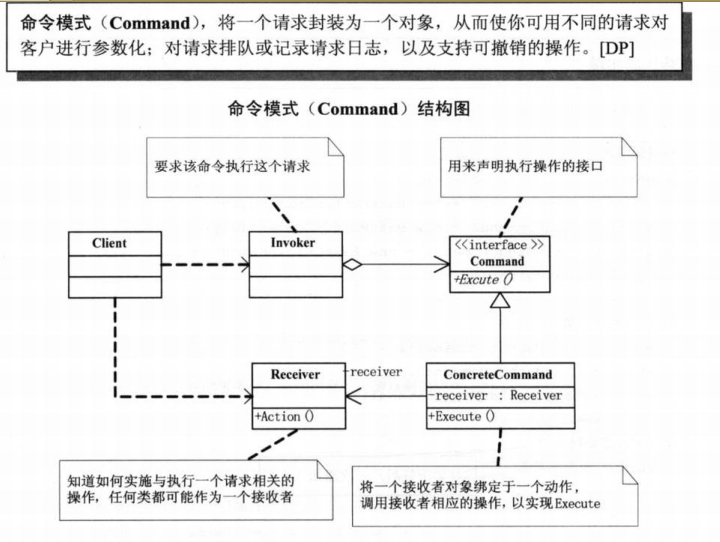 命令模式（Command），将一个请求封装为一个对象，从而使你可用不同的请求对
客户进行参数化；对请求排队或记录请求日志，以及支持可撤销的操作。[DP]
命令模式（Command）结构图
要求该命令执行这个请求
用来声明执行操作的接口
Client
Invoker
<<interface >>
Command
+Excute ()
Receiver
+Action ()
-receiver
ConcreteCommand
-receiver : Receiver
+Execute ()
知道如何实施与执行一个请求相关的
操作，任何类都可能作为一个接收者
将一个接收者对象绑定于一个动作，
调用接收者相应的操作，以实现Execute